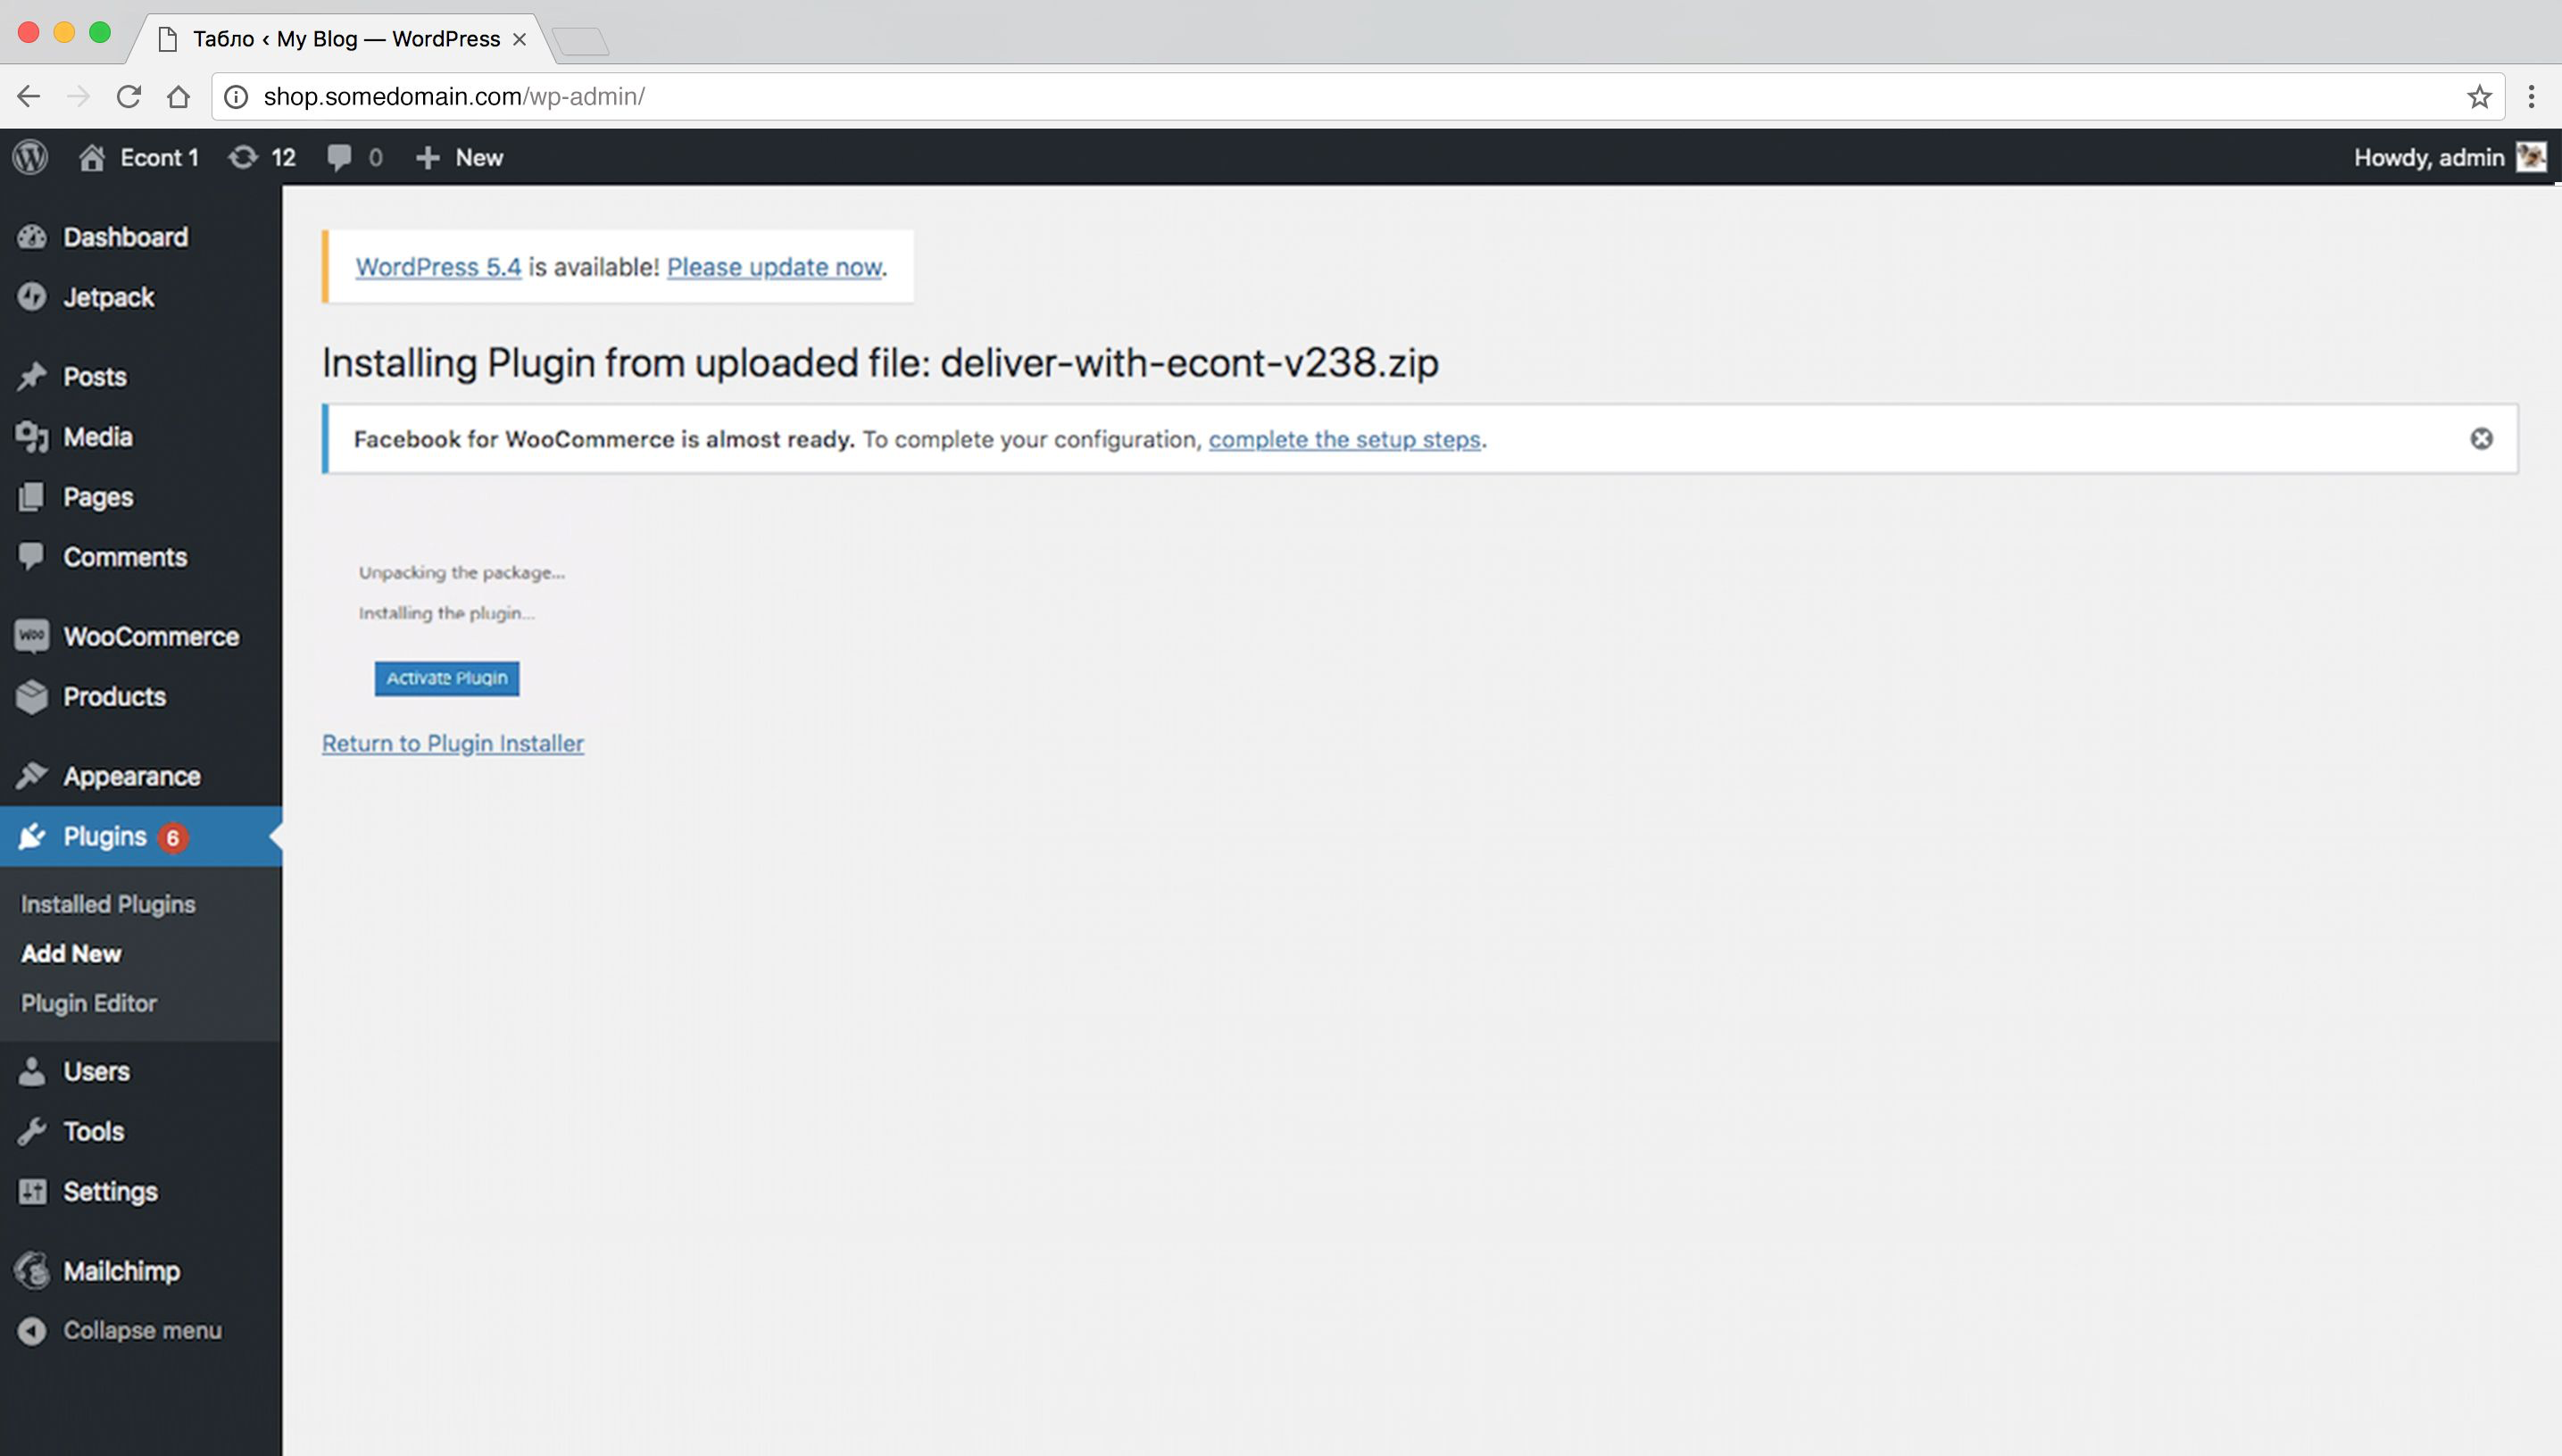 Табло ‹ My Blog — WordPress
shop.somedomain.com/wp-admin/
Econt 1 12 0 New
Howdy, admin
Dashboard
Jetpack
Posts
Media
Pages
Comments
WooCommerce
Products
Appearance
Plugins 6
Installed Plugins
Add New
Plugin Editor
Users
Tools
Settings
Mailchimp
Collapse menu
WordPress 5.4 is available! Please update now.
Installing Plugin from uploaded file: deliver-with-econt-v238.zip
Facebook for WooCommerce is almost ready. To complete your configuration, complete the setup steps.
Unpacking the package...
Installing the plugin...
Activate Plugin
Return to Plugin Installer